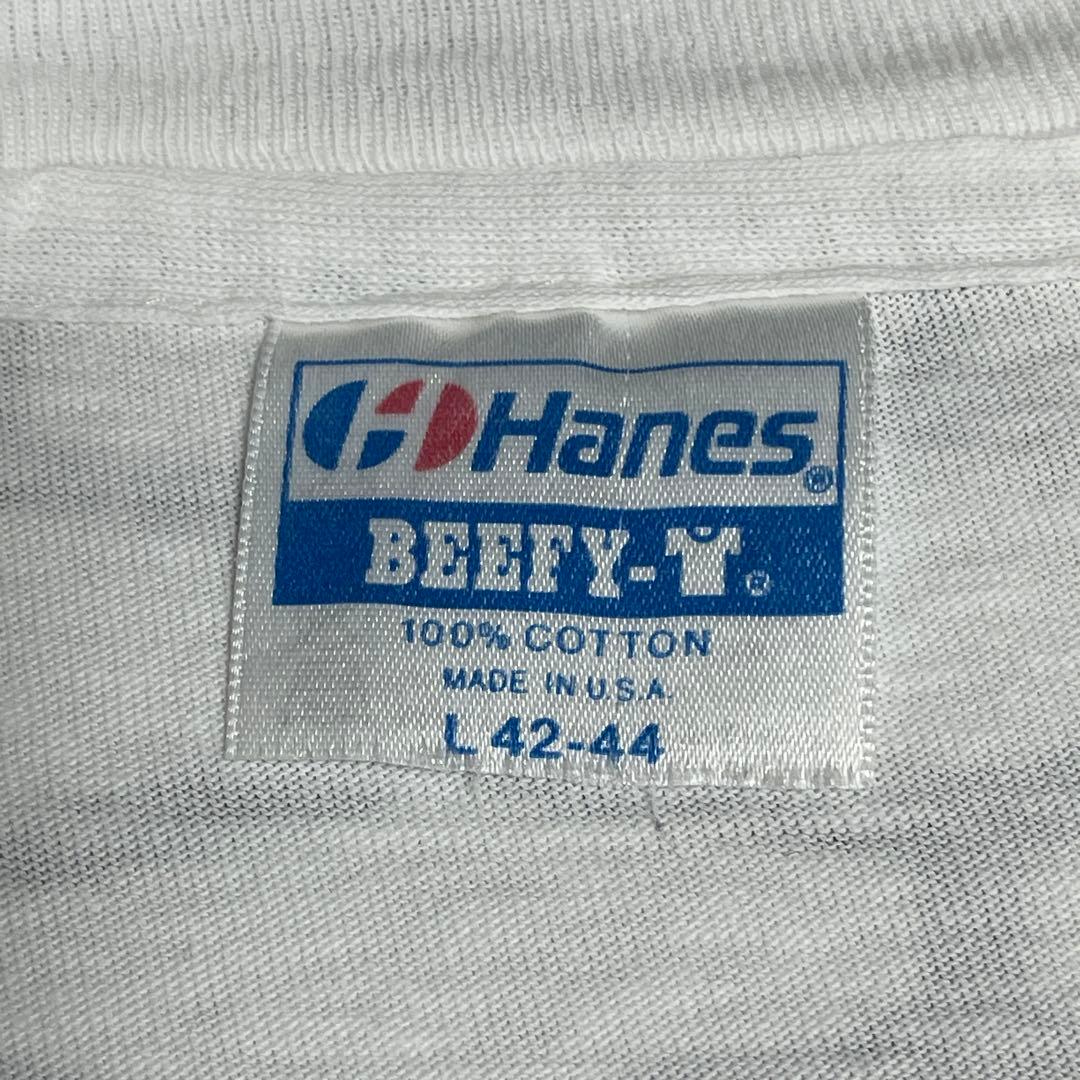 Hanes®
BEEFY-T®
100% COTTON
MADE IN U.S.A.
L 42-44